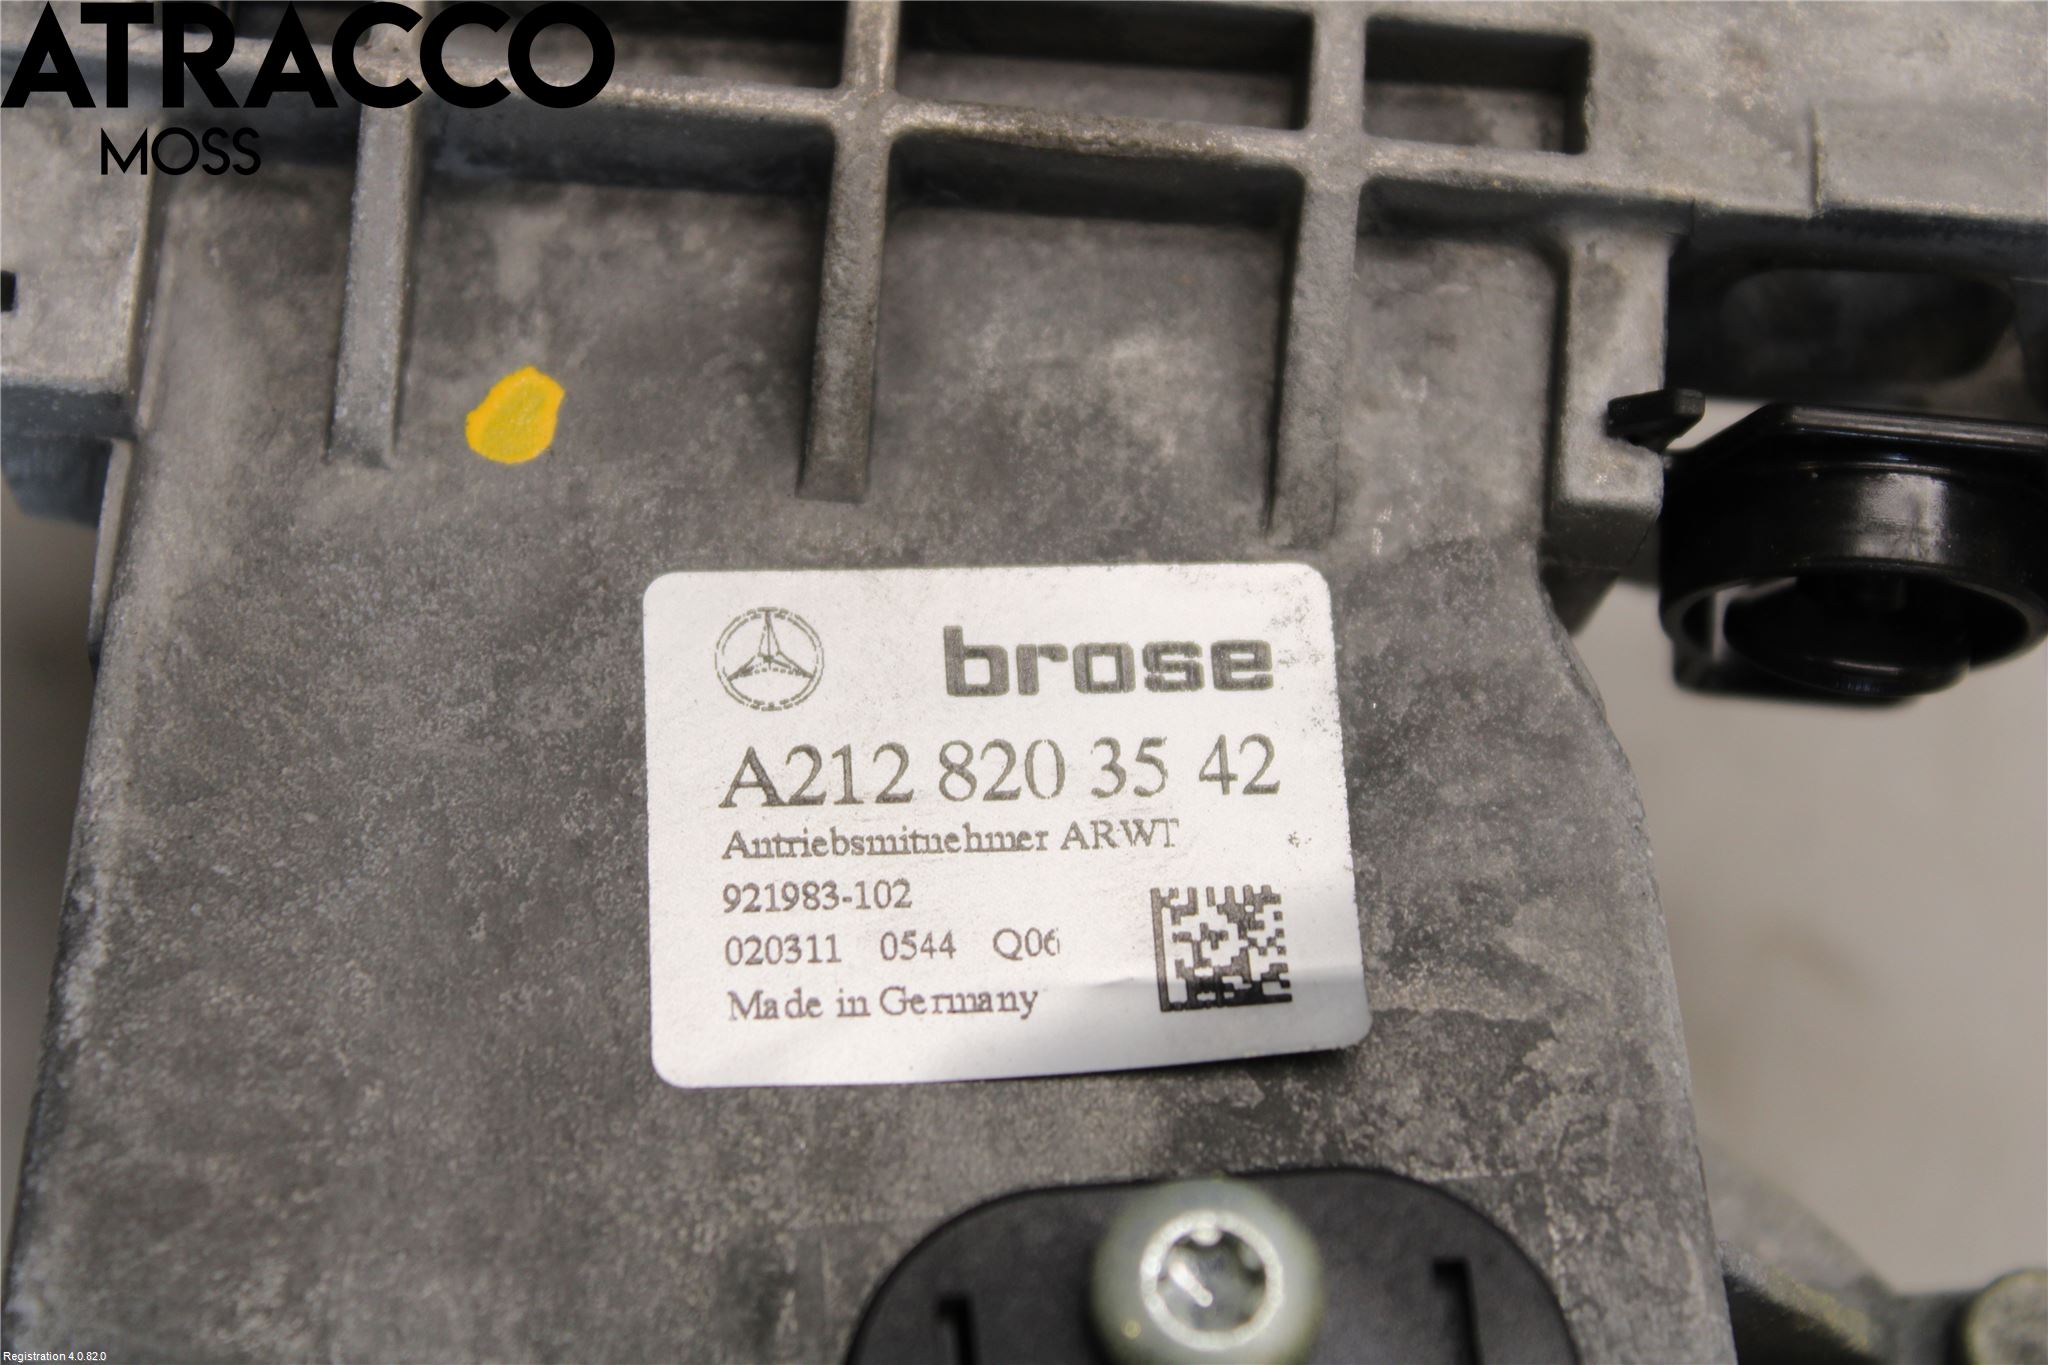 ATRACCO
MOSS
brose
A212 820 35 42
Antriebsmitnehmer ARWT
921983-102
020311 0544 Q06
Made in Germany
Registration 4.0.82.0